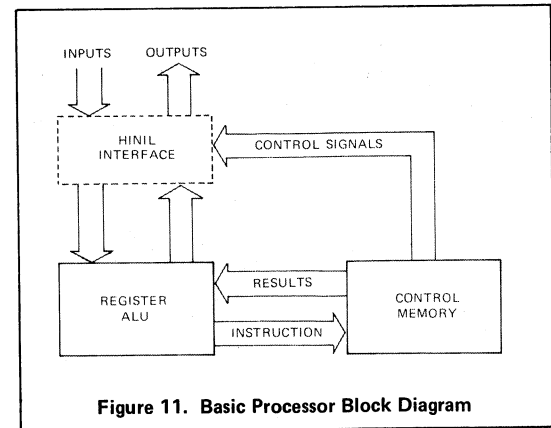 INPUTS OUTPUTS
HINIL
INTERFACE
CONTROL SIGNALS
RESULTS
REGISTER
ALU
CONTROL
MEMORY
INSTRUCTION
Figure 11. Basic Processor Block Diagram